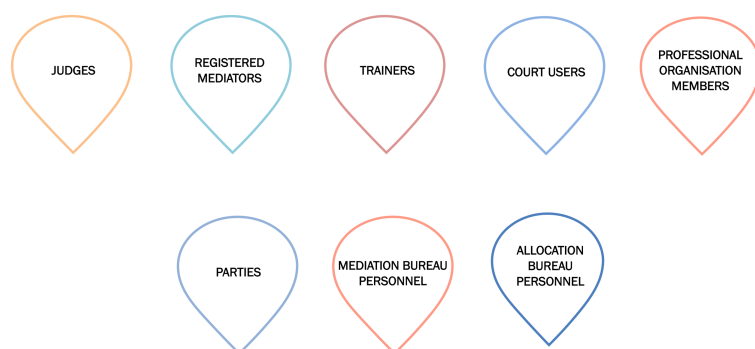 JUDGES
REGISTERED
MEDIATORS
TRAINERS
COURT USERS
PROFESSIONAL
ORGANISATION
MEMBERS
PARTIES
MEDIATION BUREAU
PERSONNEL
ALLOCATION
BUREAU
PERSONNEL